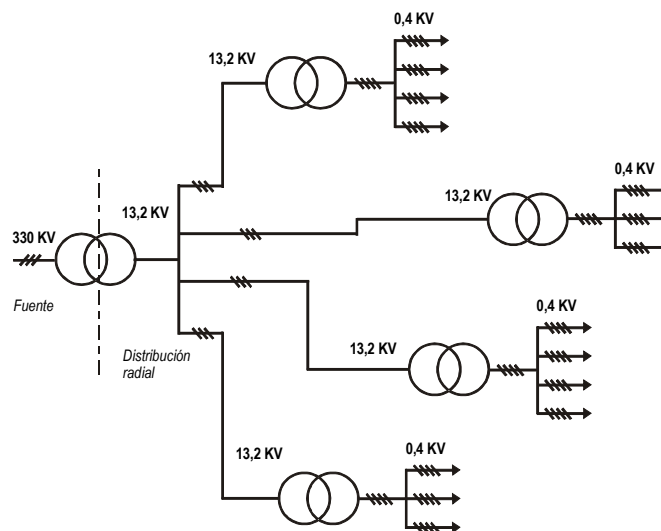 0,4 KV
13,2 KV
0,4 KV
13,2 KV
13,2 KV
330 KV
Fuente
0,4 KV
13,2 KV
Distribución
radial
0,4 KV
13,2 KV